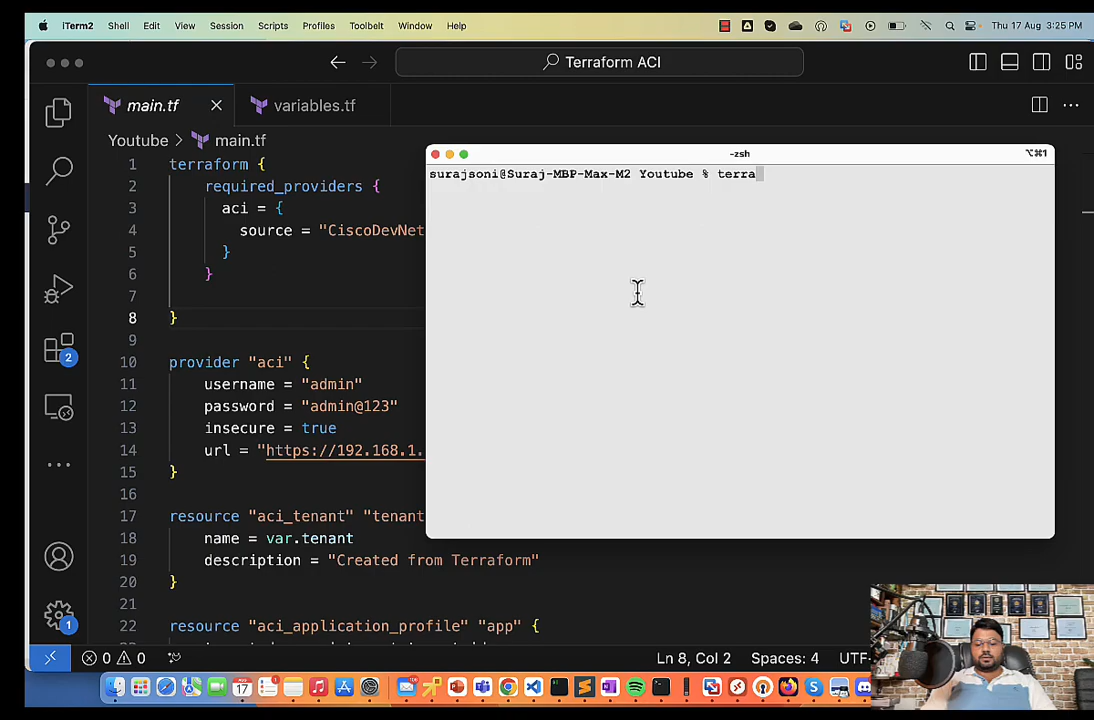 iTerm2 Shell Edit View Session Scripts Profiles Toolbelt Window Help Thu 17 Aug 3:25 PM
Terraform ACI
main.tf variables.tf
Youtube > main.tf
-zsh ⌥⌘1
surajsoni@Suraj-MBP-Max-M2 Youtube % terra
1 terraform {
2 required_providers {
3 aci = {
4 source = "CiscoDevNet
5 }
6 }
7
8 }
9
10 provider "aci" {
11 username = "admin"
12 password = "admin@123"
13 insecure = true
14 url = "https://192.168.1.
15 }
16
17 resource "aci_tenant" "tenant
18 name = var.tenant
19 description = "Created from Terraform"
20 }
21
22 resource "aci_application_profile" "app" {
2
1
0 0 Ln 8, Col 2 Spaces: 4 UTF-
17